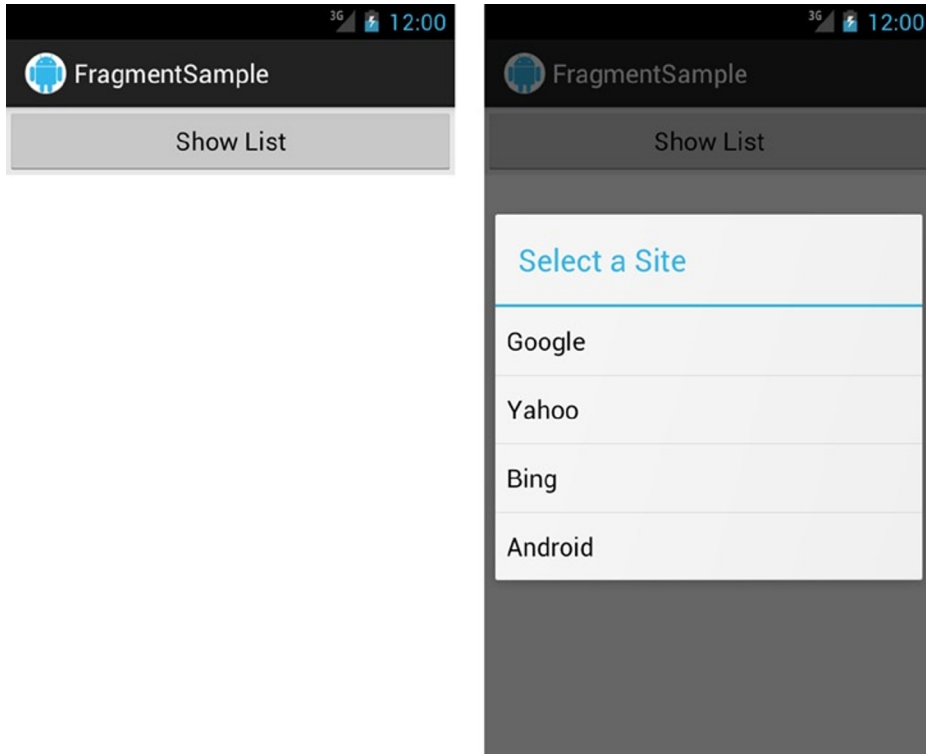 3G 12:00
FragmentSample
Show List
3G 12:00
FragmentSample
Show List
Select a Site
Google
Yahoo
Bing
Android